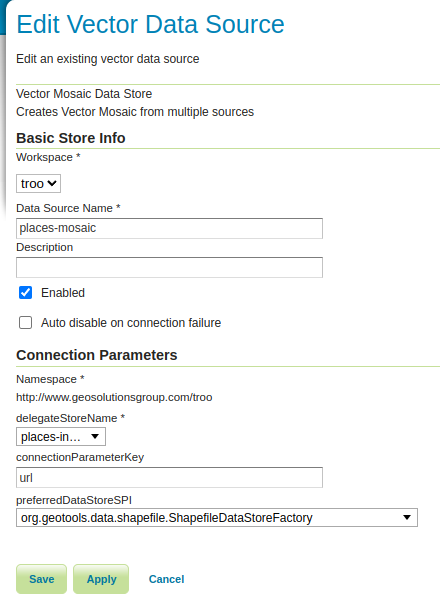 Edit Vector Data Source
Edit an existing vector data source
Vector Mosaic Data Store
Creates Vector Mosaic from multiple sources
Basic Store Info
Workspace *
troo
Data Source Name *
places-mosaic
Description
Enabled
Auto disable on connection failure
Connection Parameters
Namespace *
http://www.geosolutionsgroup.com/troo
delegateStoreName *
places-in...
connectionParameterKey
url
preferredDataStoreSPI
org.geotools.data.shapefile.ShapefileDataStoreFactory
Save Apply Cancel